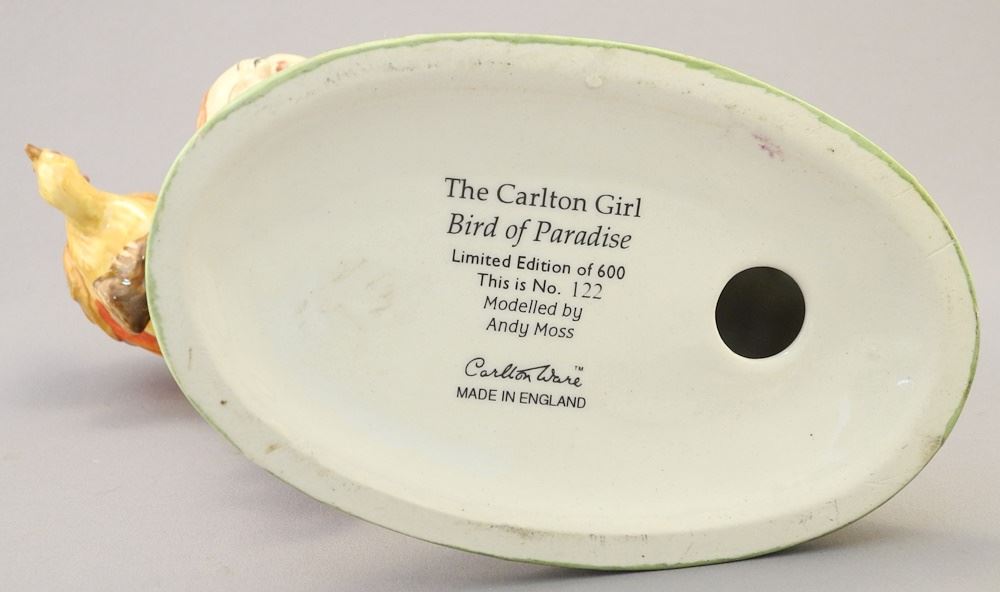 The Carlton Girl
Bird of Paradise
Limited Edition of 600
This is No. 122
Modelled by
Andy Moss
Carlton Ware™
MADE IN ENGLAND